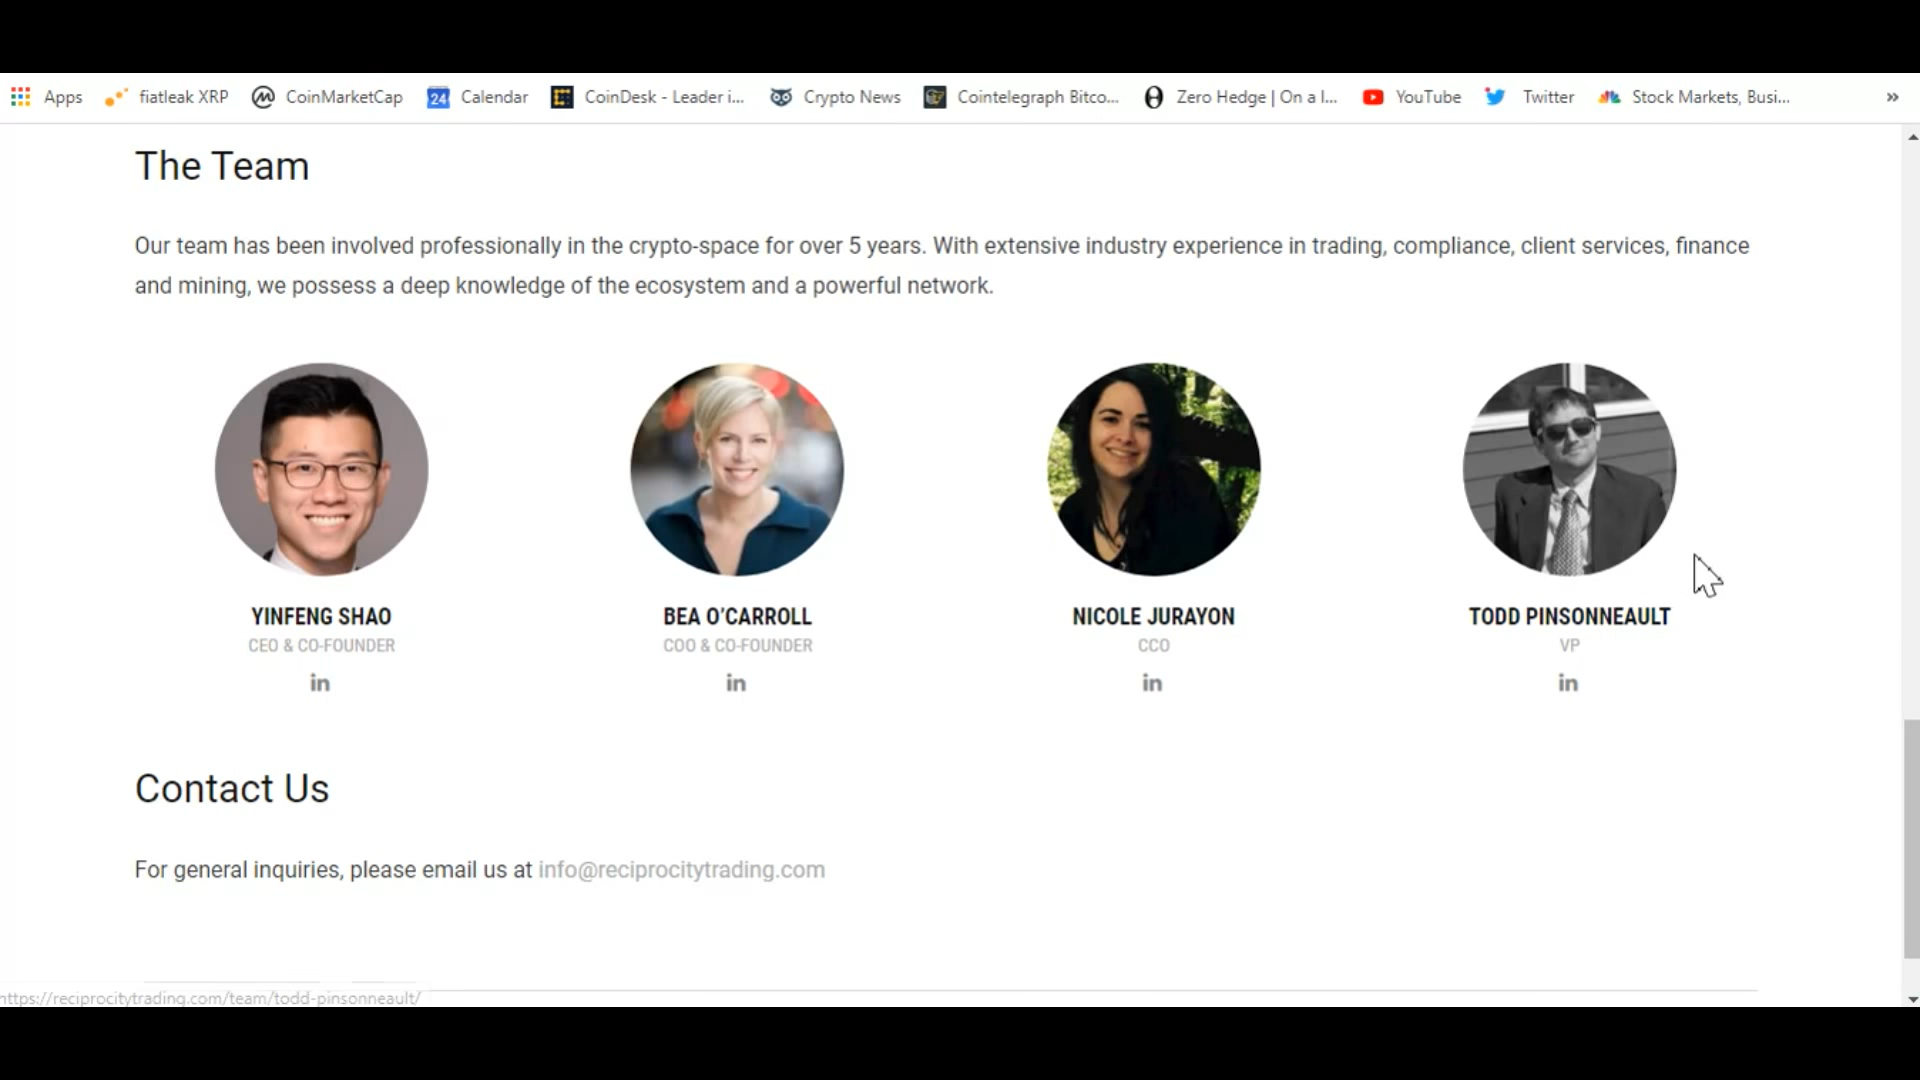 Apps fiatleak XRP CoinMarketCap 24 Calendar CoinDesk - Leader i... Crypto News Cointelegraph Bitco... Zero Hedge | On a l... YouTube Twitter Stock Markets, Busi... »
The Team
Our team has been involved professionally in the crypto-space for over 5 years. With extensive industry experience in trading, compliance, client services, finance
and mining, we possess a deep knowledge of the ecosystem and a powerful network.
YINFENG SHAO BEA O'CARROLL NICOLE JURAYON TODD PINSONNEAULT
CEO & CO-FOUNDER COO & CO-FOUNDER CCO VP
in in in in
Contact Us
For general inquiries, please email us at info@reciprocitytrading.com
https://reciprocitytrading.com/team/todd-pinsonneault/